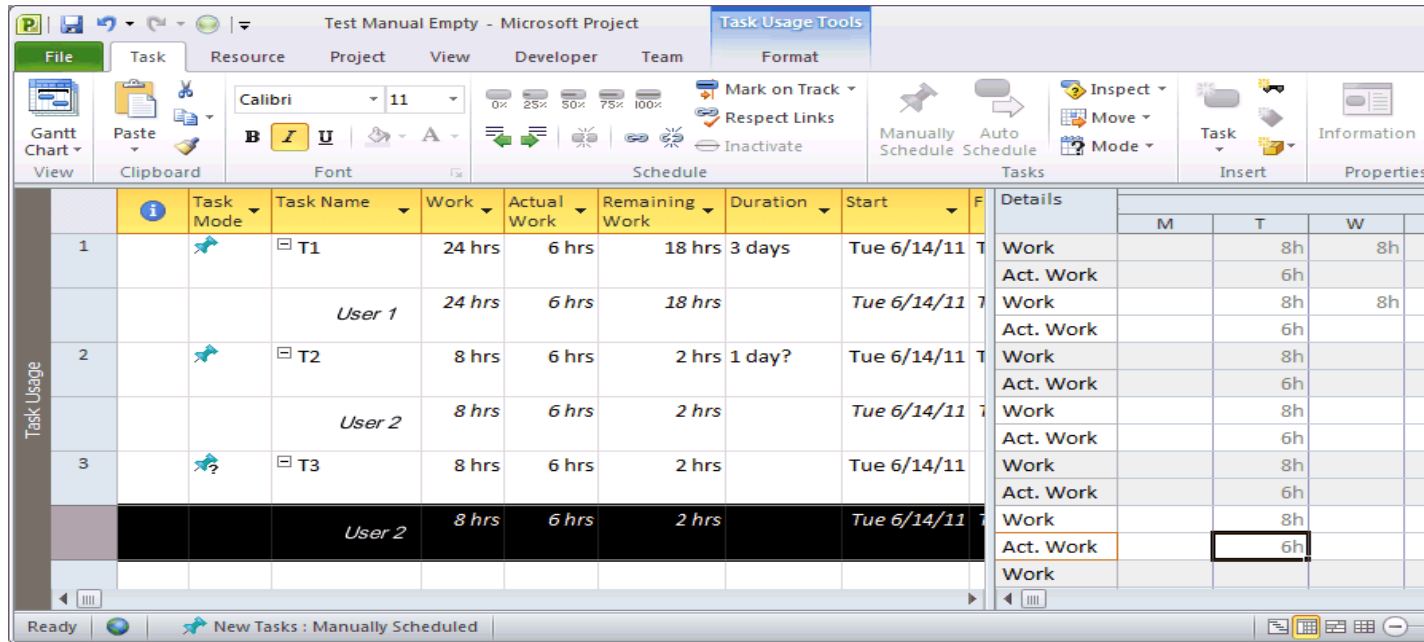 Test Manual Empty - Microsoft Project Task Usage Tools
File Task Resource Project View Developer Team Format
Gantt Chart
Paste
Calibri 11
B I U A
0% 25% 50% 75% 100%
Mark on Track
Respect Links
Inactivate
Manually Schedule
Auto Schedule
Inspect
Move
Mode
Task
Information
View Clipboard Font Schedule Tasks Insert Properties
Task Mode Task Name Work Actual Work Remaining Work Duration Start F Details
M T W
1 T1 24 hrs 6 hrs 18 hrs 3 days Tue 6/14/11 T Work 8h 8h
Act. Work 6h
User 1 24 hrs 6 hrs 18 hrs Tue 6/14/11 T Work 8h 8h
Act. Work 6h
2 T2 8 hrs 6 hrs 2 hrs 1 day? Tue 6/14/11 T Work 8h
Act. Work 6h
User 2 8 hrs 6 hrs 2 hrs Tue 6/14/11 T Work 8h
Act. Work 6h
3 T3 8 hrs 6 hrs 2 hrs Tue 6/14/11 Work 8h
Act. Work 6h
User 2 8 hrs 6 hrs 2 hrs Tue 6/14/11 T Work 8h
Act. Work 6h
Work
Task Usage
Ready New Tasks : Manually Scheduled